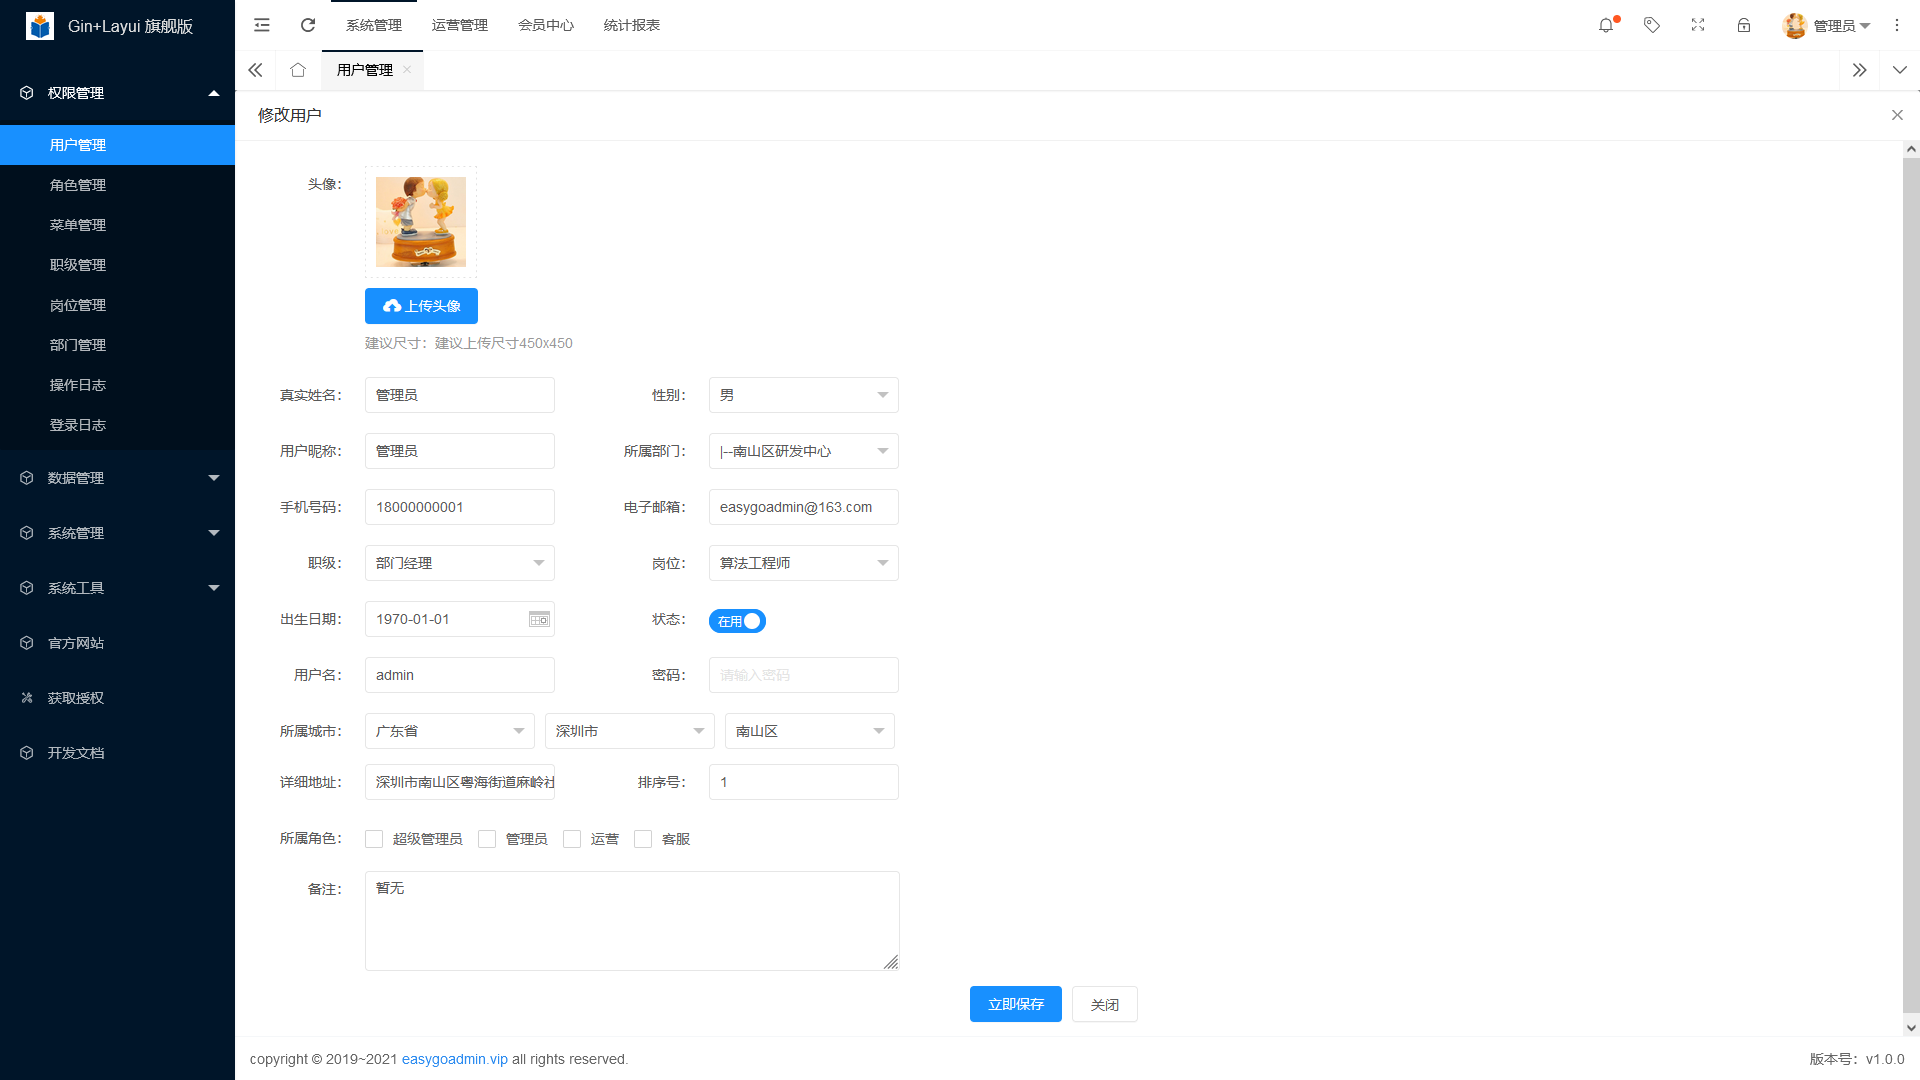 Gin+Layui 旗舰版
系统管理 运营管理 会员中心 统计报表
管理员
权限管理
用户管理
角色管理
菜单管理
职级管理
岗位管理
部门管理
操作日志
登录日志
数据管理
系统管理
系统工具
官方网站
获取授权
开发文档
用户管理
修改用户
头像：
上传头像
建议尺寸：建议上传尺寸450x450
真实姓名： 管理员 性别： 男
用户昵称： 管理员 所属部门： |--南山区研发中心
手机号码： 18000000001 电子邮箱： easygoadmin@163.com
职级： 部门经理 岗位： 算法工程师
出生日期： 1970-01-01 状态： 在用
用户名： admin 密码： 请输入密码
所属城市： 广东省 深圳市 南山区
详细地址： 深圳市南山区粤海街道麻岭社 排序号： 1
所属角色： 超级管理员 管理员 运营 客服
备注： 暂无
立即保存 关闭
copyright © 2019~2021 easygoadmin.vip all rights reserved.
版本号：v1.0.0